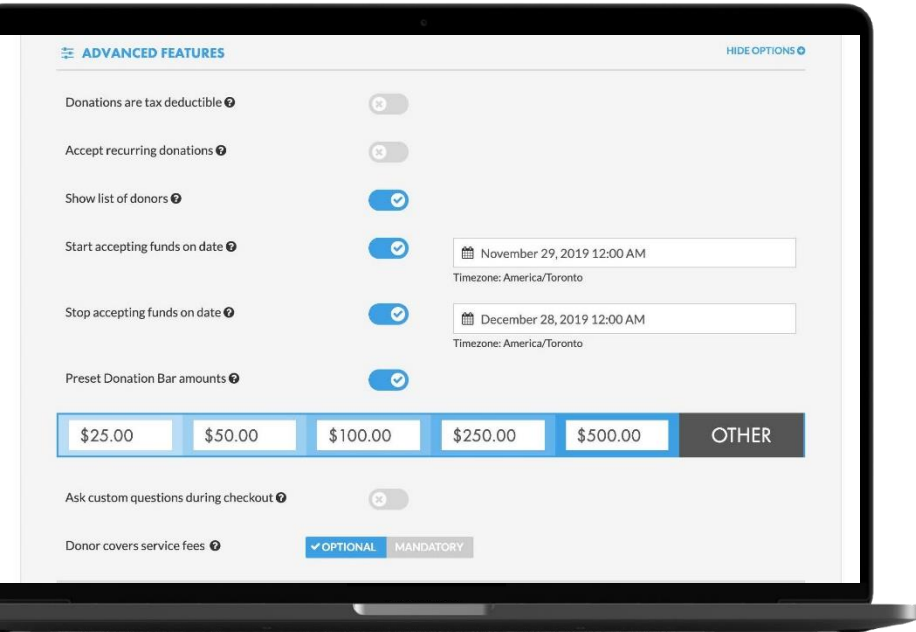 ADVANCED FEATURES
HIDE OPTIONS
Donations are tax deductible
Accept recurring donations
Show list of donors
Start accepting funds on date
November 29, 2019 12:00 AM
Timezone: America/Toronto
Stop accepting funds on date
December 28, 2019 12:00 AM
Timezone: America/Toronto
Preset Donation Bar amounts
$25.00 $50.00 $100.00 $250.00 $500.00 OTHER
Ask custom questions during checkout
Donor covers service fees
OPTIONAL MANDATORY